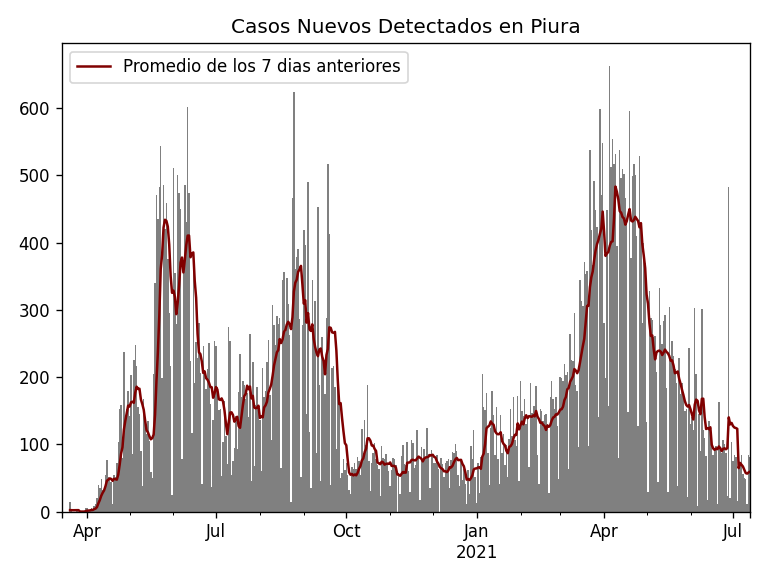 Casos Nuevos Detectados en Piura
Promedio de los 7 dias anteriores
600
500
400
300
200
100
0
Apr Jul Oct Jan Apr Jul
2021